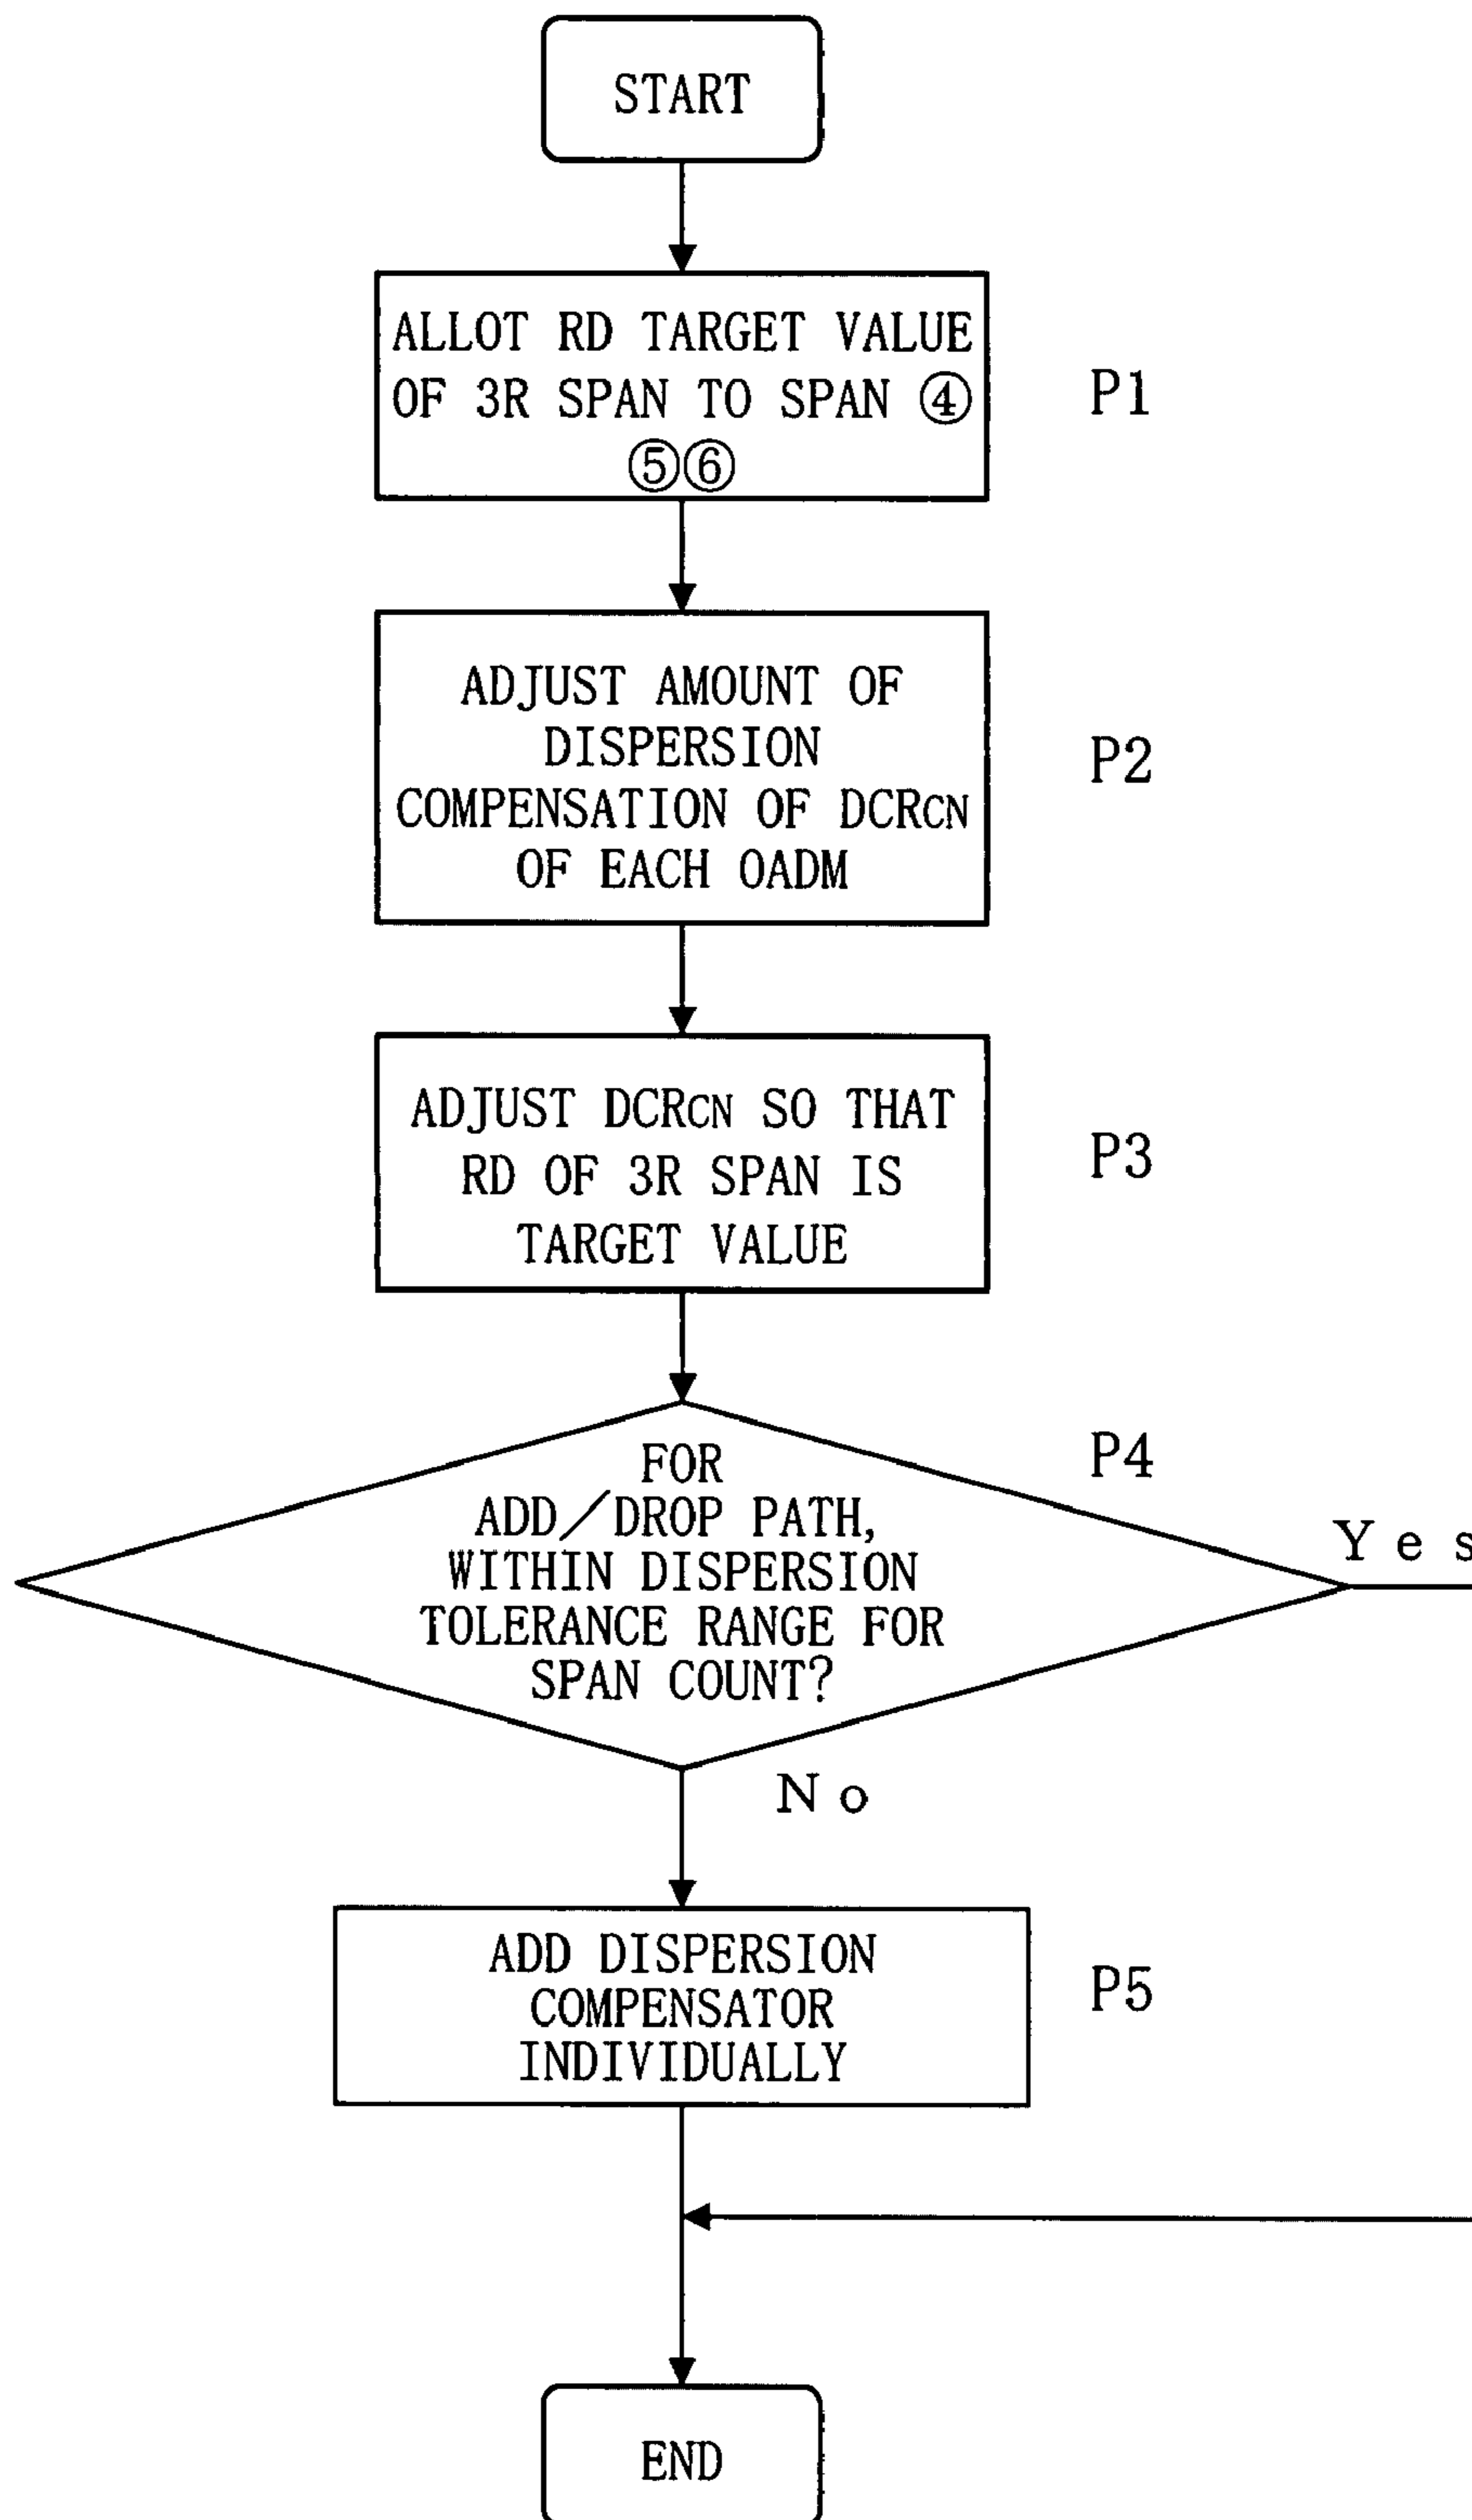 START
ALLOT RD TARGET VALUE
OF 3R SPAN TO SPAN ④
⑤⑥
P1
ADJUST AMOUNT OF
DISPERSION
COMPENSATION OF DCRCN
OF EACH OADM
P2
ADJUST DCRCN SO THAT
RD OF 3R SPAN IS
TARGET VALUE
P3
FOR
ADD/DROP PATH,
WITHIN DISPERSION
TOLERANCE RANGE FOR
SPAN COUNT?
P4
Yes
No
ADD DISPERSION
COMPENSATOR
INDIVIDUALLY
P5
END